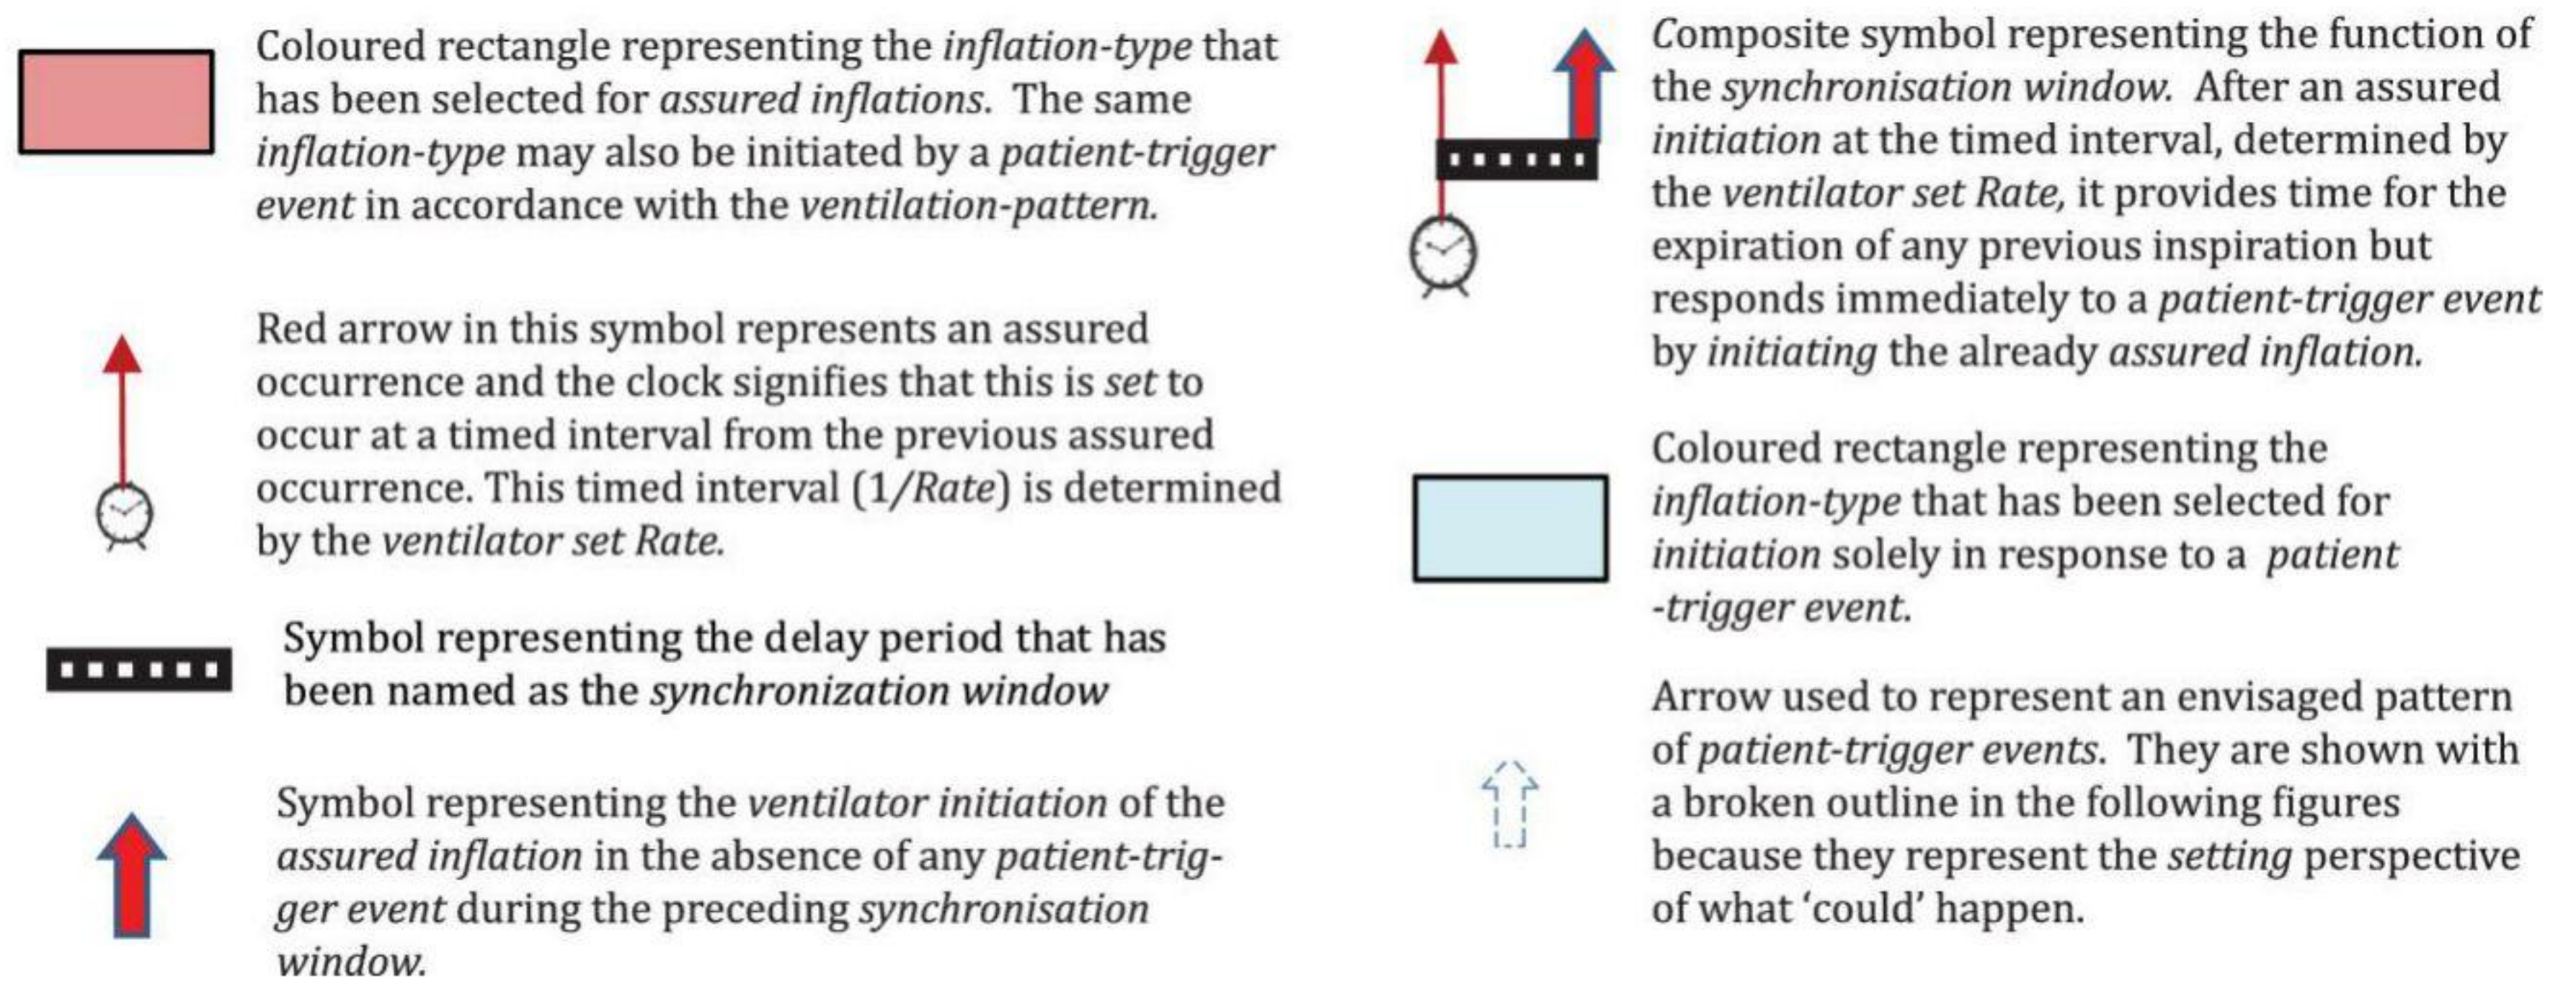 Coloured rectangle representing the inflation-type that
has been selected for assured inflations. The same
inflation-type may also be initiated by a patient-trigger
event in accordance with the ventilation-pattern.
Red arrow in this symbol represents an assured
occurrence and the clock signifies that this is set to
occur at a timed interval from the previous assured
occurrence. This timed interval (1/Rate) is determined
by the ventilator set Rate.
Symbol representing the delay period that has
been named as the synchronization window
Symbol representing the ventilator initiation of the
assured inflation in the absence of any patient-trig-
ger event during the preceding synchronisation
window.
Composite symbol representing the function of
the synchronisation window. After an assured
initiation at the timed interval, determined by
the ventilator set Rate, it provides time for the
expiration of any previous inspiration but
responds immediately to a patient-trigger event
by initiating the already assured inflation.
Coloured rectangle representing the
inflation-type that has been selected for
initiation solely in response to a patient
-trigger event.
Arrow used to represent an envisaged pattern
of patient-trigger events. They are shown with
a broken outline in the following figures
because they represent the setting perspective
of what ‘could’ happen.